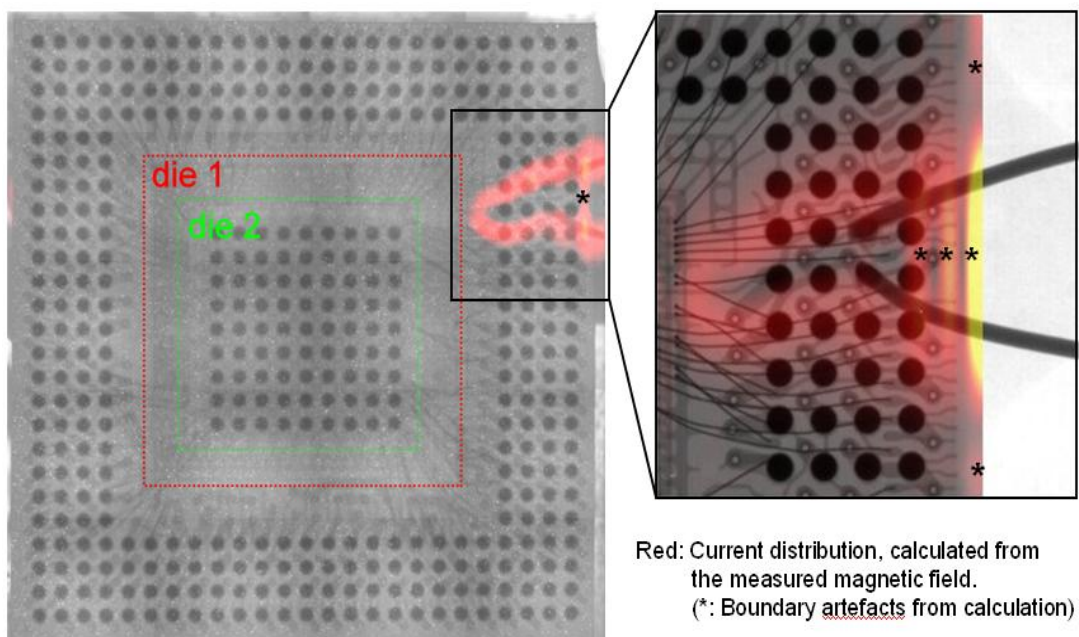 die 1
die 2
*
*
* * *
*
Red: Current distribution, calculated from
the measured magnetic field.
(*: Boundary artefacts from calculation)